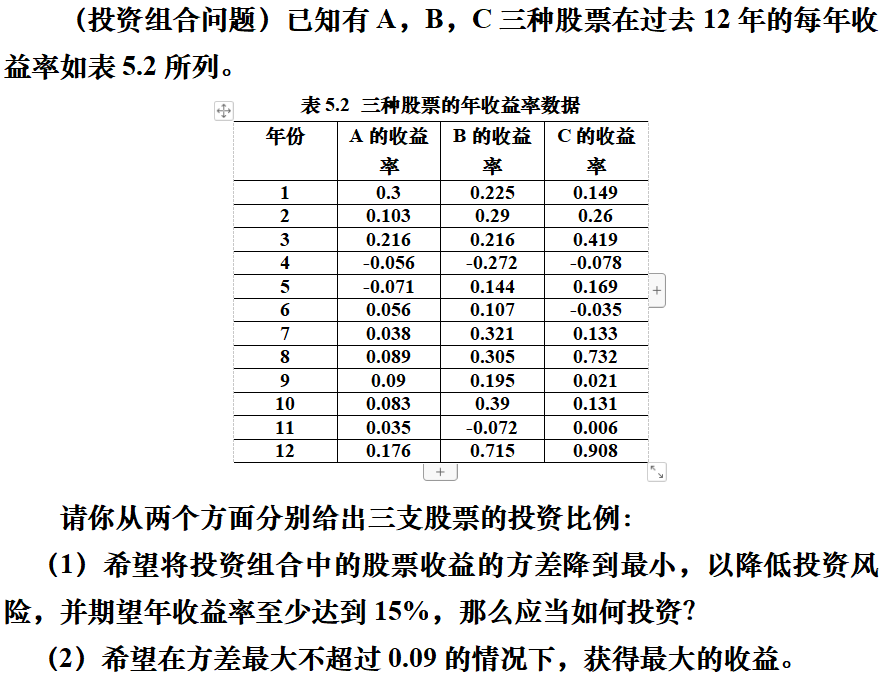 （投资组合问题）已知有 A，B，C 三种股票在过去 12 年的每年收
益率如表 5.2 所列。
表 5.2 三种股票的年收益率数据
年份 A 的收益率 B 的收益率 C 的收益率
1 0.3 0.225 0.149
2 0.103 0.29 0.26
3 0.216 0.216 0.419
4 -0.056 -0.272 -0.078
5 -0.071 0.144 0.169
6 0.056 0.107 -0.035
7 0.038 0.321 0.133
8 0.089 0.305 0.732
9 0.09 0.195 0.021
10 0.083 0.39 0.131
11 0.035 -0.072 0.006
12 0.176 0.715 0.908
请你从两个方面分别给出三支股票的投资比例：
（1）希望将投资组合中的股票收益的方差降到最小，以降低投资风
险，并期望年收益率至少达到 15%，那么应当如何投资？
（2）希望在方差最大不超过 0.09 的情况下，获得最大的收益。